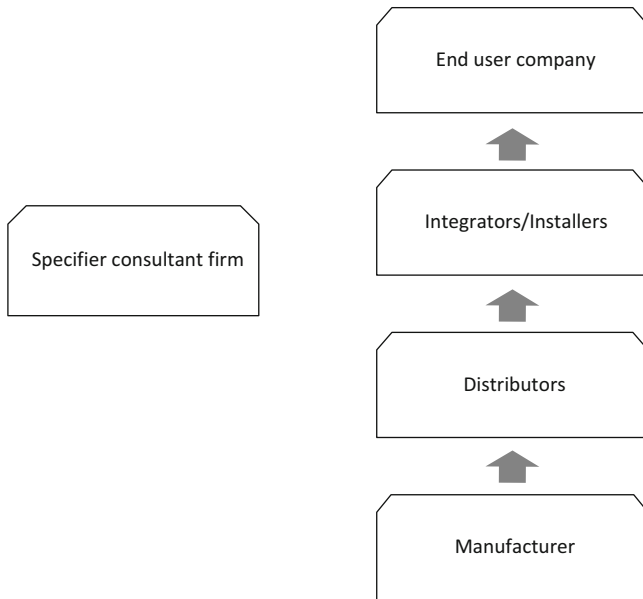 End user company
Integrators/Installers
Specifier consultant firm
Distributors
Manufacturer